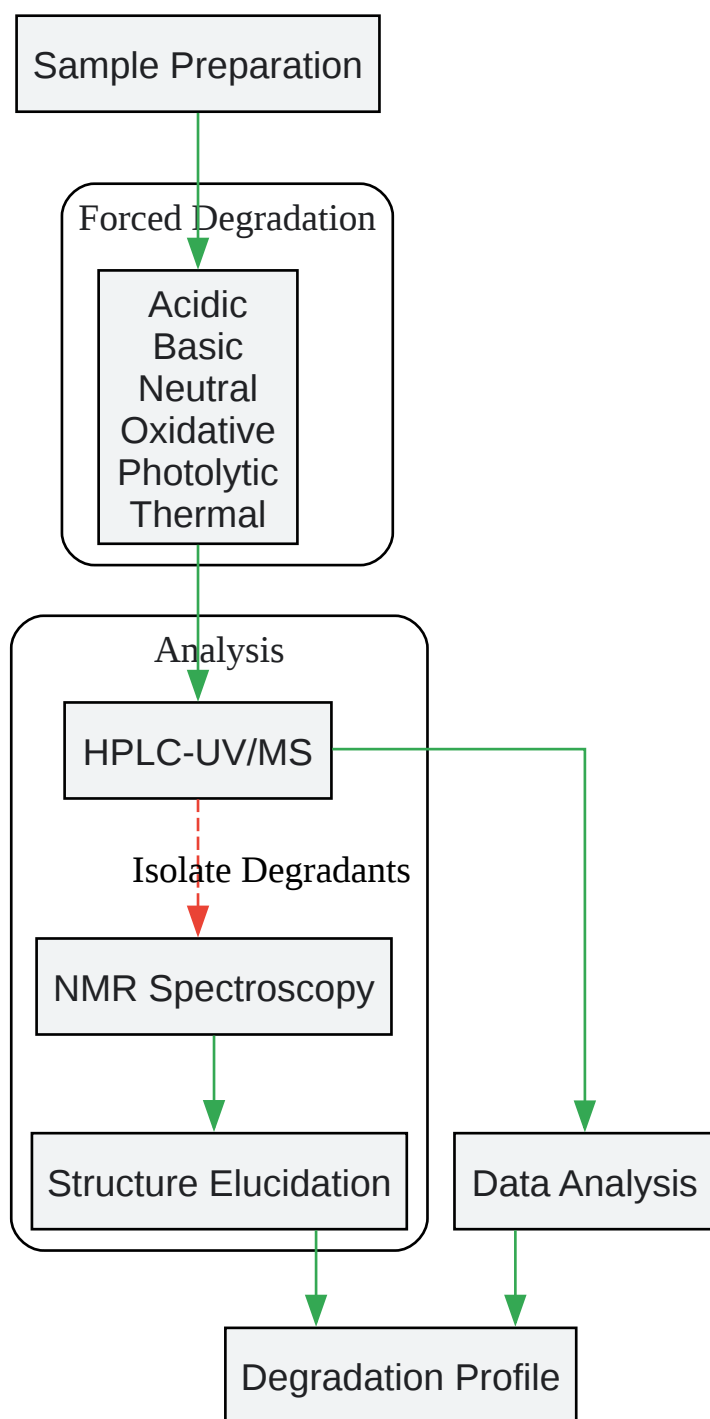 Sample Preparation
Forced Degradation
Acidic
Basic
Neutral
Oxidative
Photolytic
Thermal
Analysis
HPLC-UV/MS
Isolate Degradants
NMR Spectroscopy
Structure Elucidation
Data Analysis
Degradation Profile